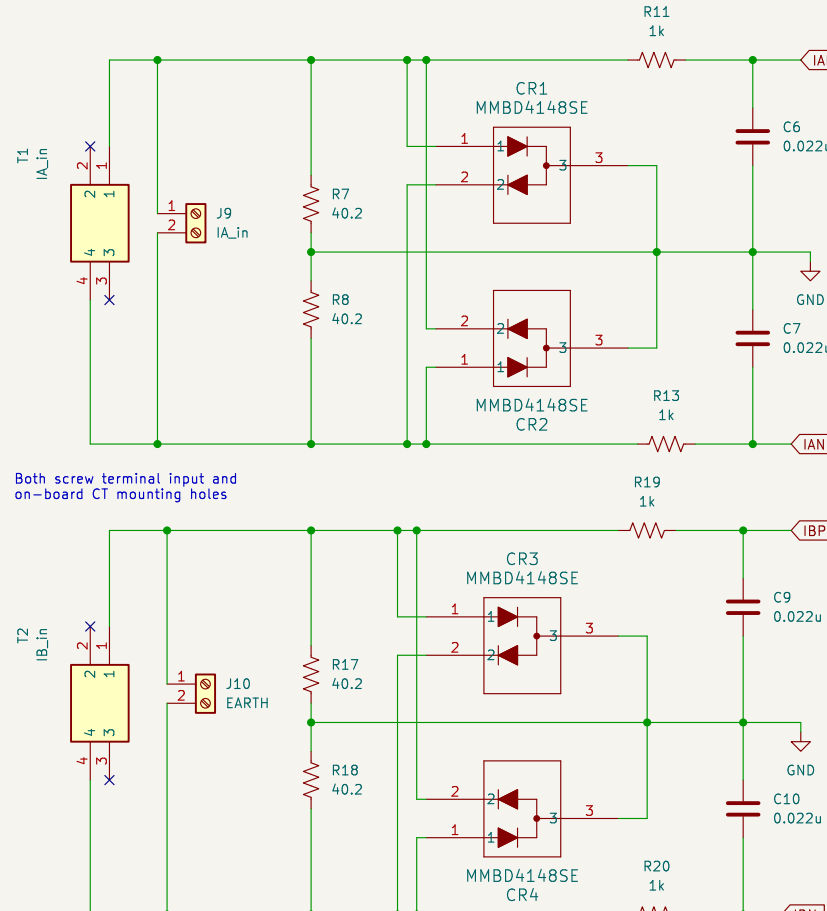 R11
1k
IA
CR1
MMBD4148SE
T1
IA_in
2
1
2
1
4
3
4
3
1
2
J9
IA_in
R7
40.2
R8
40.2
1
1
2
2
3
3
C6
0.022u
GND
2
2
1
1
3
3
C7
0.022u
MMBD4148SE
CR2
R13
1k
IAN
Both screw terminal input and
on-board CT mounting holes
R19
1k
IBP
CR3
MMBD4148SE
T2
IB_in
2
1
2
1
4
3
4
3
1
2
J10
EARTH
R17
40.2
R18
40.2
1
1
2
2
3
3
C9
0.022u
GND
2
2
1
1
3
3
C10
0.022u
MMBD4148SE
CR4
R20
1k